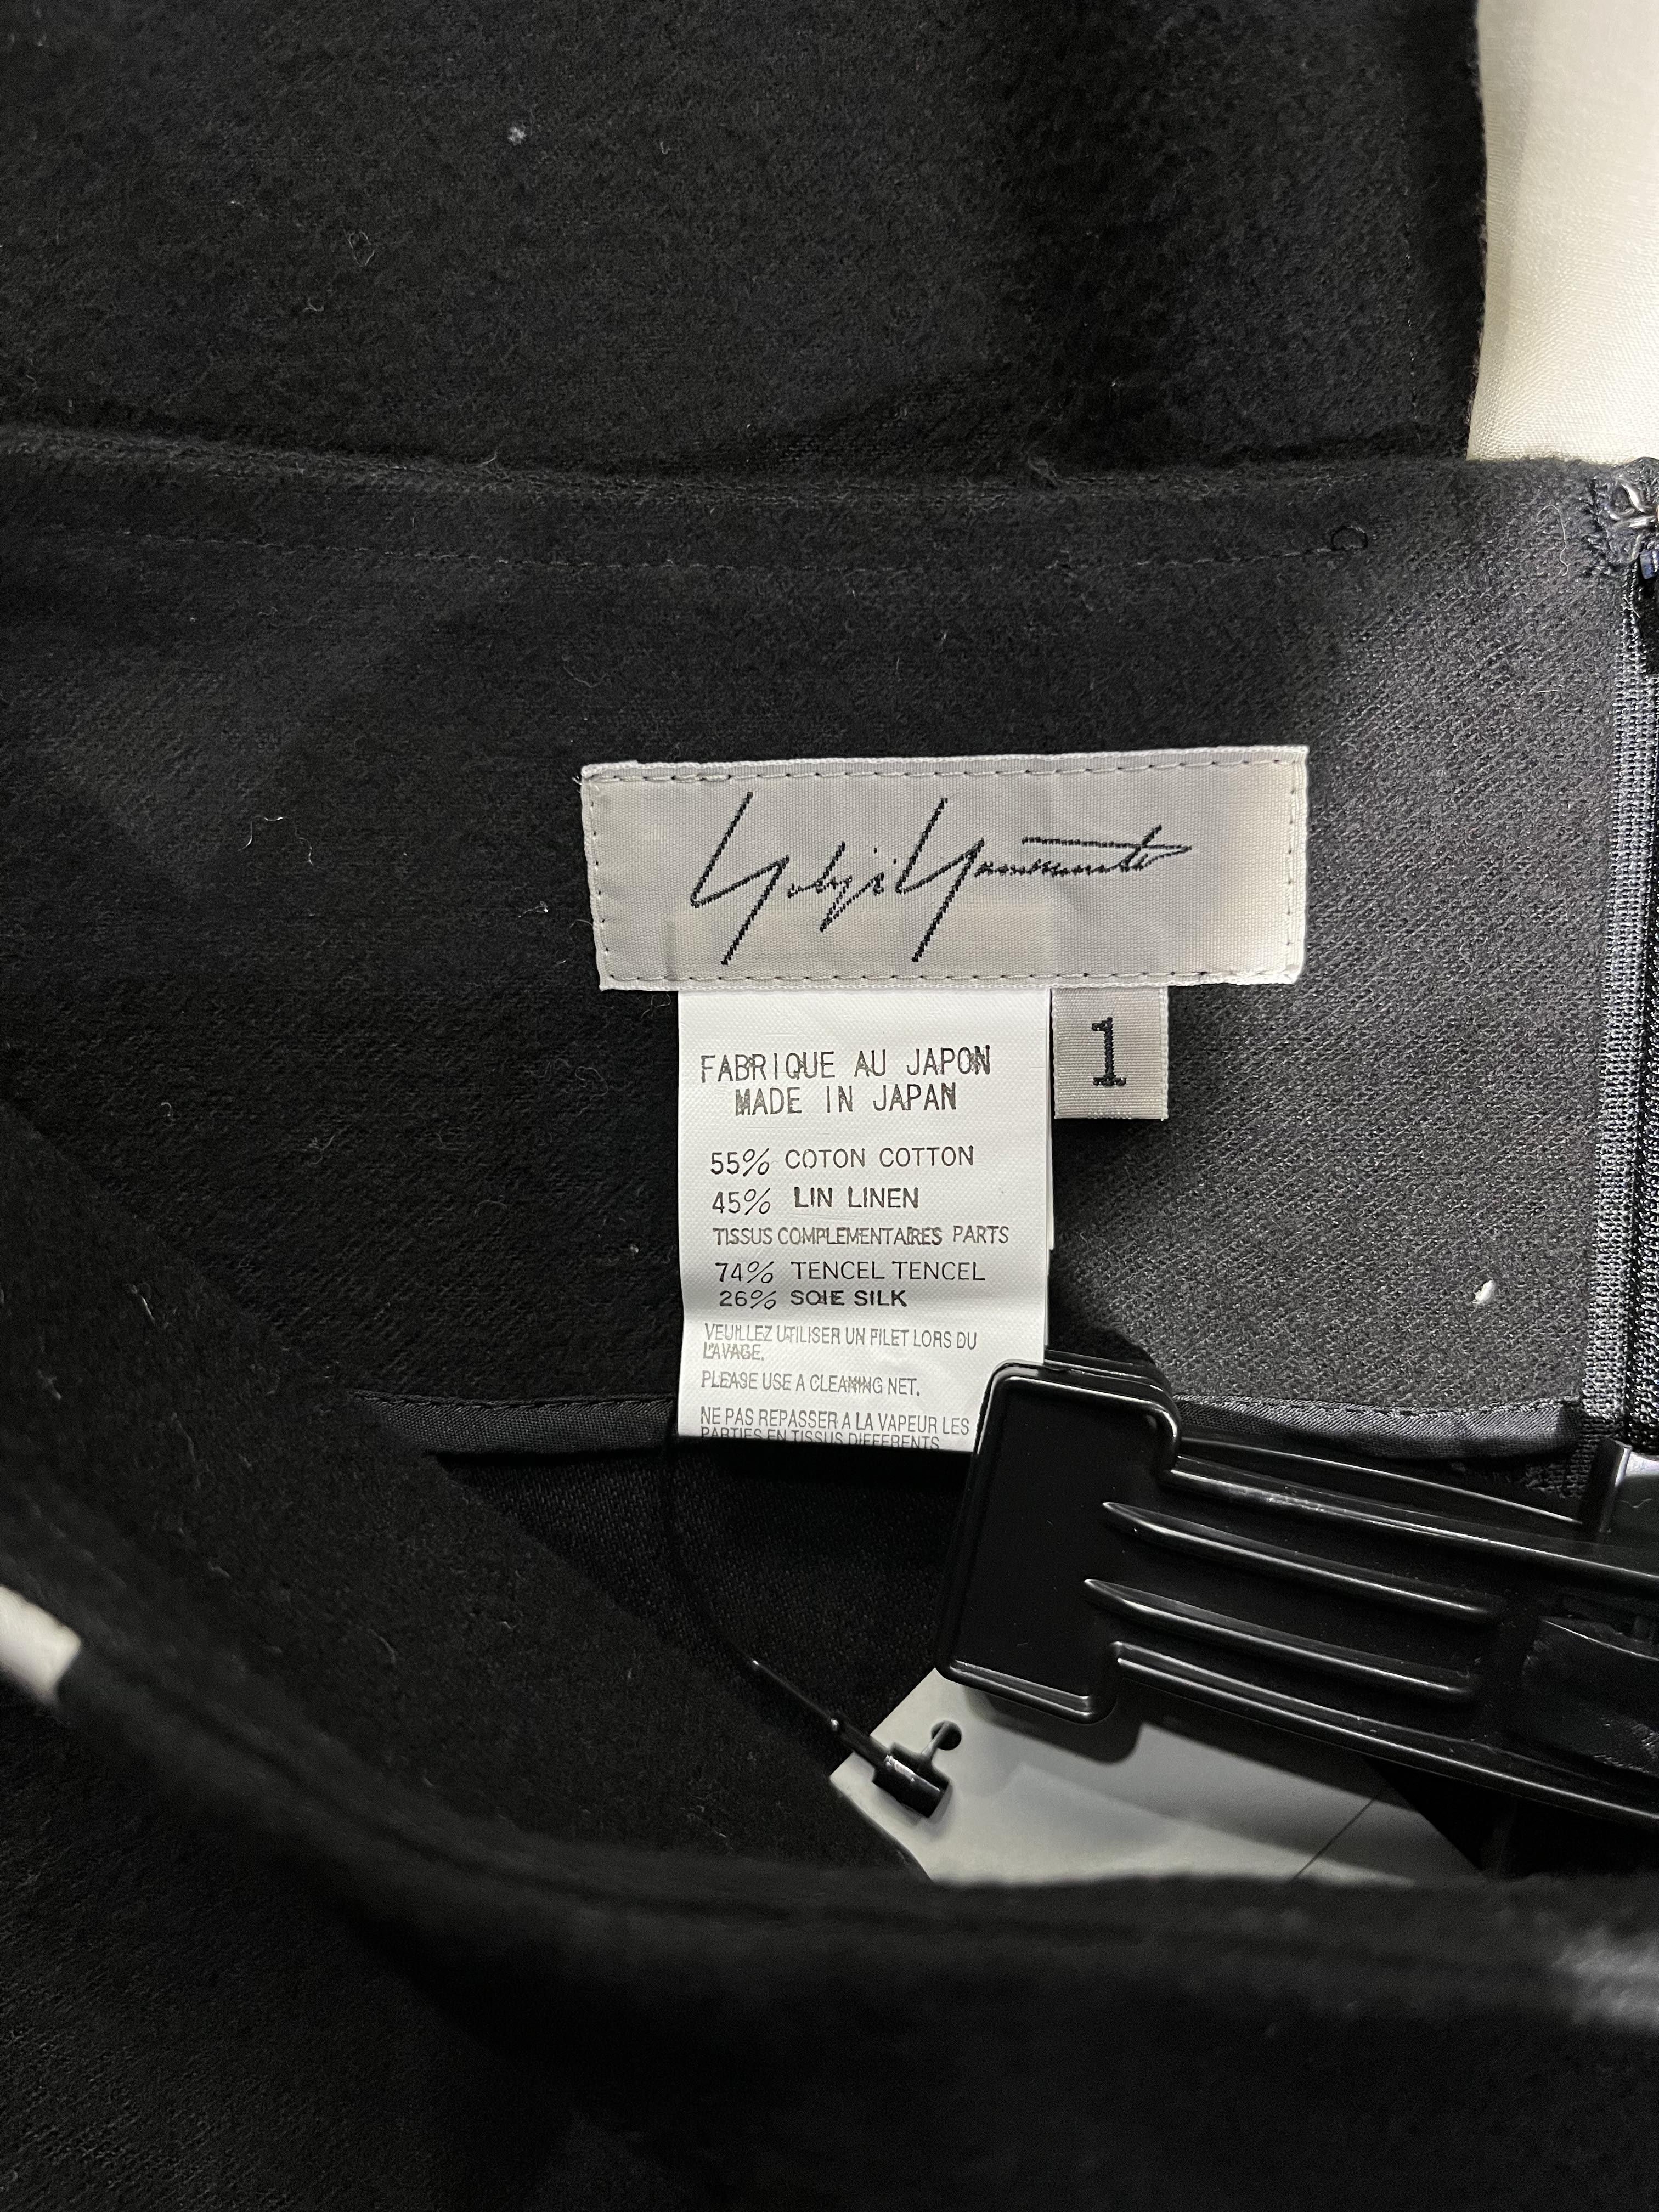 Yohji Yamamoto
1
FABRIQUE AU JAPON
MADE IN JAPAN
55% COTON COTTON
45% LIN LINEN
TISSUS COMPLEMENTAIRES PARTS
74% TENCEL TENCEL
26% SOIE SILK
VEUILLEZ UTILISER UN FILET LORS DU
LAVAGE.
PLEASE USE A CLEANING NET.
NE PAS REPASSER A LA VAPEUR LES
PARTIES EN TISSUS DIFFERENTS